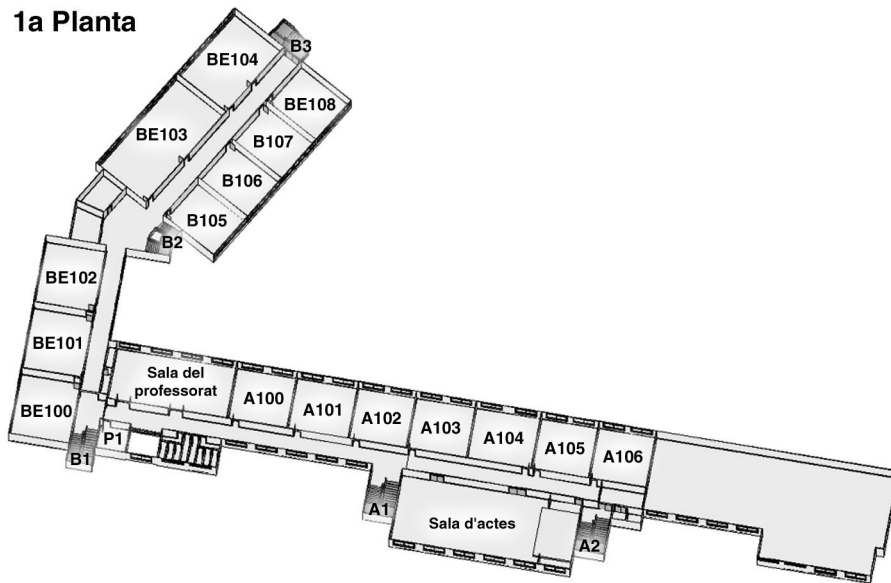 1a Planta
BE104
B3
BE103
BE108
B107
B106
B105
B2
BE102
BE101
BE100
B1
P1
Sala del
professorat
A100
A101
A102
A103
A104
A105
A106
A1
Sala d'actes
A2